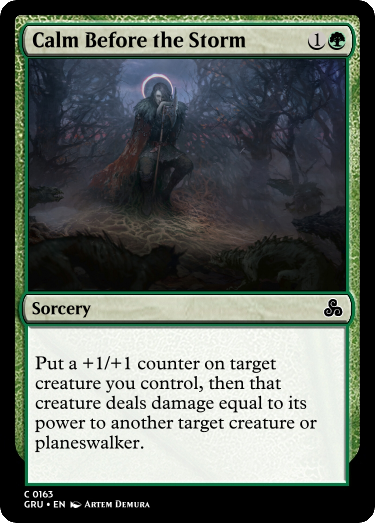 Calm Before the Storm 1
Sorcery
Put a +1/+1 counter on target
creature you control, then that
creature deals damage equal to its
power to another target creature or
planeswalker.
C 0163
GRU • EN Artem Demura